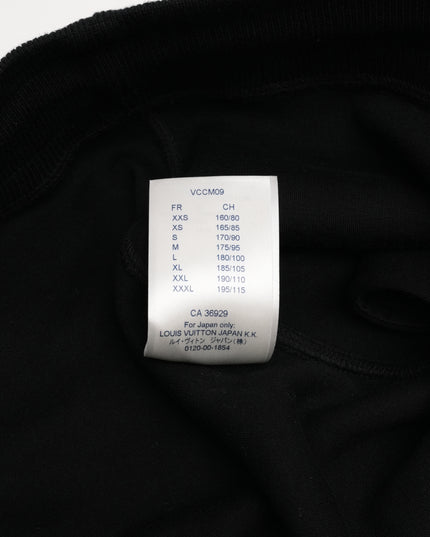 VCCM09
FR CH
XXS 160/80
XS 165/85
S 170/90
M 175/95
L 180/100
XL 185/105
XXL 190/110
XXXL 195/115
CA 36929
For Japan only:
LOUIS VUITTON JAPAN K.K.
ルイ・ヴィトン ジャパン(株)
0120-00-1854